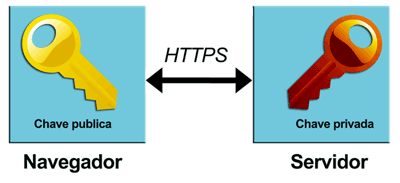 HTTPS
Chave publica
Chave privada
Navegador
Servidor